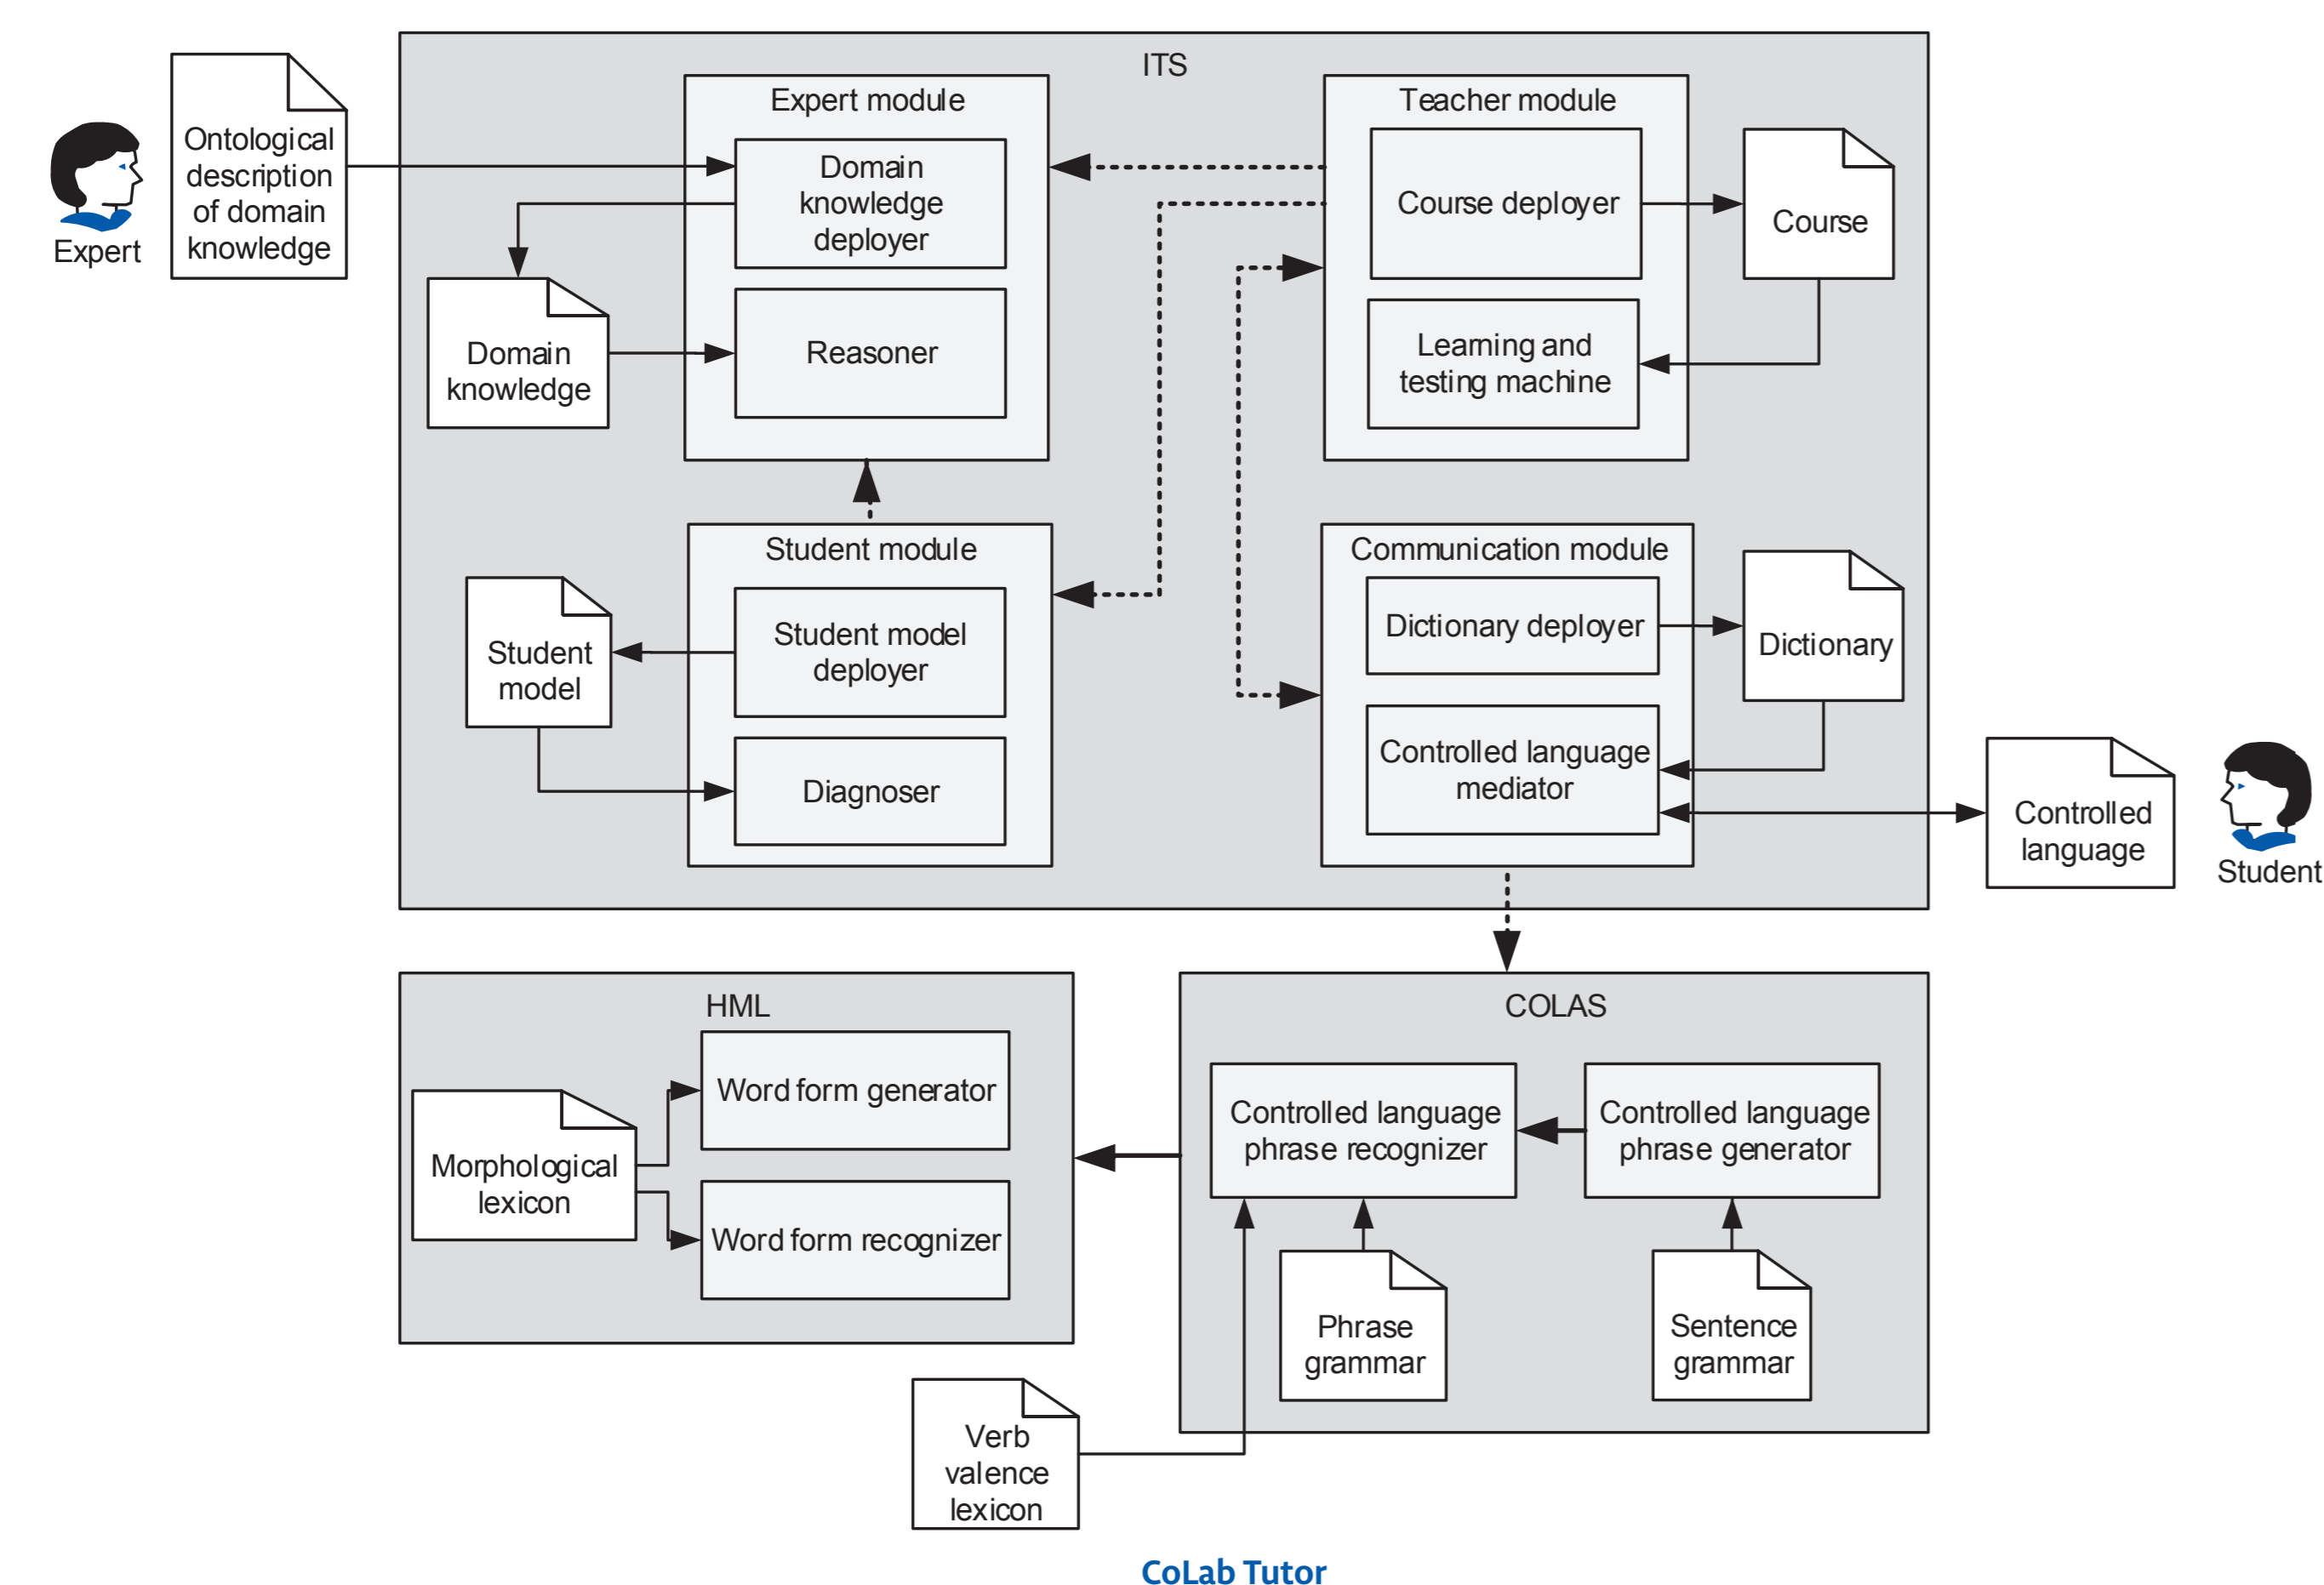 ITS
Expert
Ontological
description
of domain
knowledge
Expert module
Domain
knowledge
deployer
Reasoner
Domain
knowledge
Teacher module
Course deployer
Learning and
testing machine
Course
Student module
Student model
deployer
Diagnoser
Student
model
Communication module
Dictionary deployer
Controlled language
mediator
Dictionary
Controlled
language
Student
HML
Word form generator
Word form recognizer
Morphological
lexicon
COLAS
Controlled language
phrase recognizer
Controlled language
phrase generator
Phrase
grammar
Sentence
grammar
Verb
valence
lexicon
CoLab Tutor